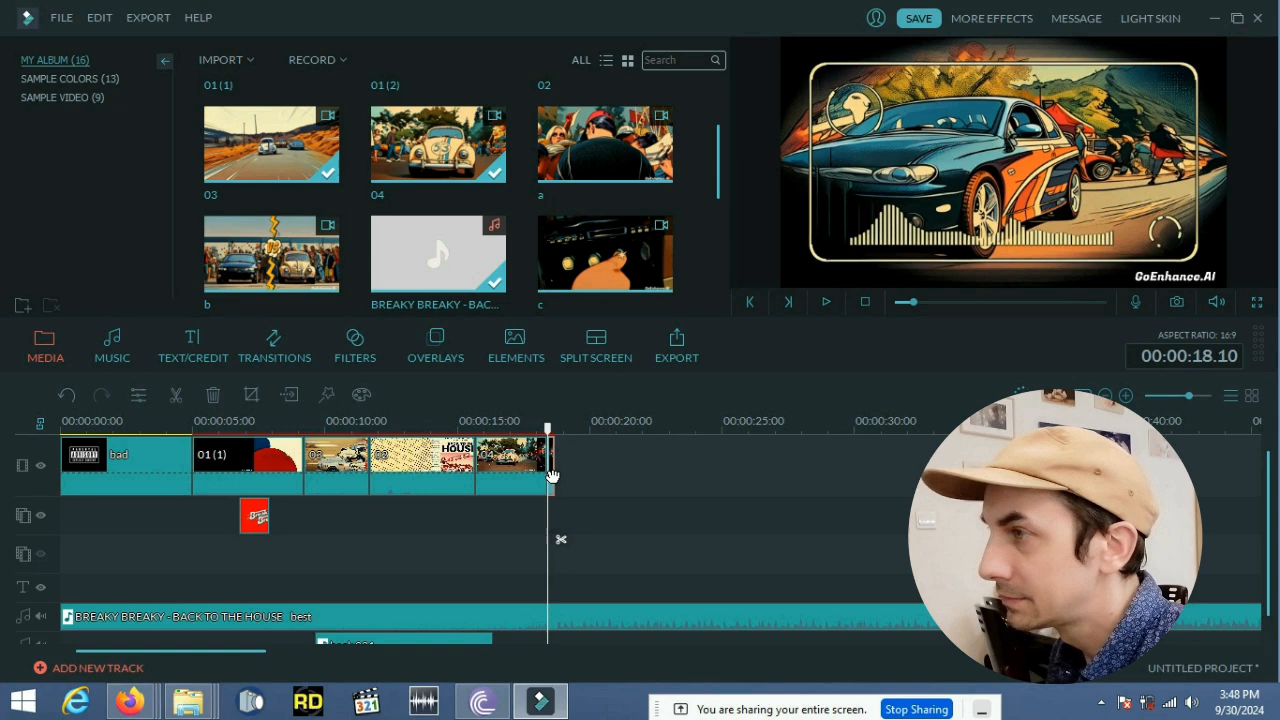 FILE EDIT EXPORT HELP
SAVE MORE EFFECTS MESSAGE LIGHT SKIN
MY ALBUM (16)
SAMPLE COLORS (13)
SAMPLE VIDEO (9)
IMPORT RECORD ALL Search
01 (1) 01 (2) 02
03 04 a
b BREAKY BREAKY - BAC... c
GoEnhance.AI
MEDIA MUSIC TEXT/CREDIT TRANSITIONS FILTERS OVERLAYS ELEMENTS SPLIT SCREEN EXPORT
ASPECT RATIO: 16:9
00:00:18.10
00:00:00:00 00:00:05:00 00:00:10:00 00:00:15:00 00:00:20:00 00:00:25:00 00:00:30:00 :40:00
bad 01 (1)
HOUS
BREAKY BREAKY - BACK TO THE HOUSE best
ADD NEW TRACK
UNTITLED PROJECT *
RD 321
You are sharing your entire screen. Stop Sharing
3:48 PM
9/30/2024